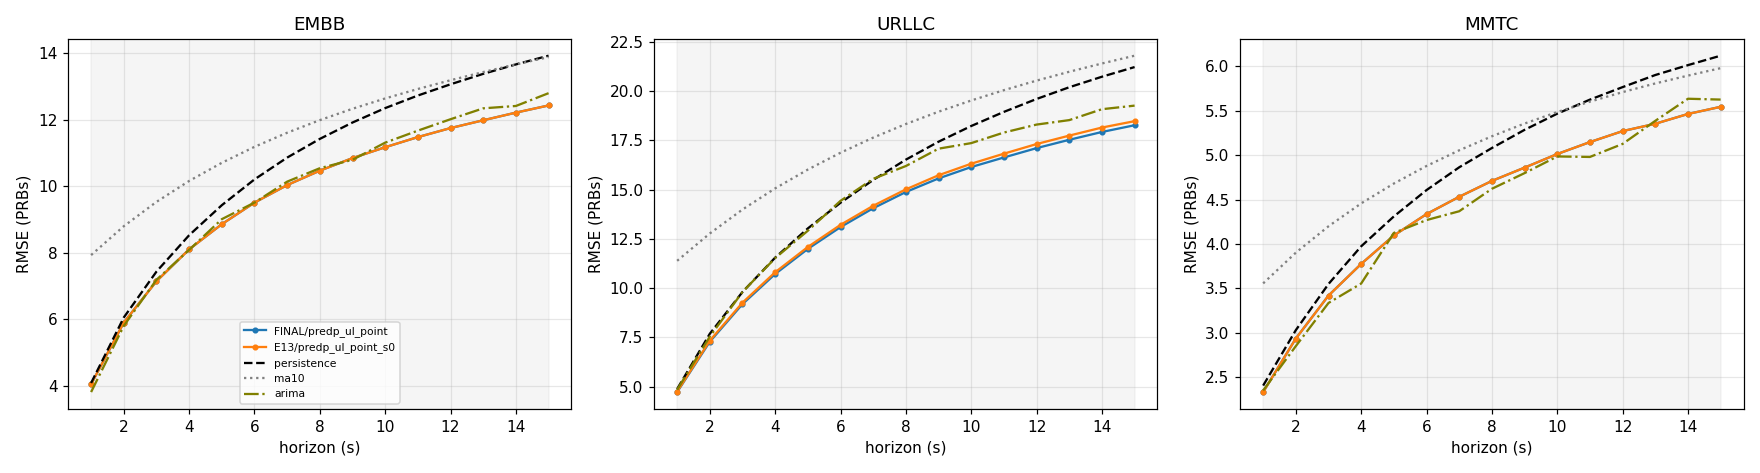 EMBB
URLLC
MMTC
RMSE (PRBs)
14
12
10
8
6
4
2 4 6 8 10 12 14
horizon (s)
FINAL/predp_ul_point
E13/predp_ul_point_s0
persistence
ma10
arima
RMSE (PRBs)
22.5
20.0
17.5
15.0
12.5
10.0
7.5
5.0
2 4 6 8 10 12 14
horizon (s)
RMSE (PRBs)
6.0
5.5
5.0
4.5
4.0
3.5
3.0
2.5
2 4 6 8 10 12 14
horizon (s)